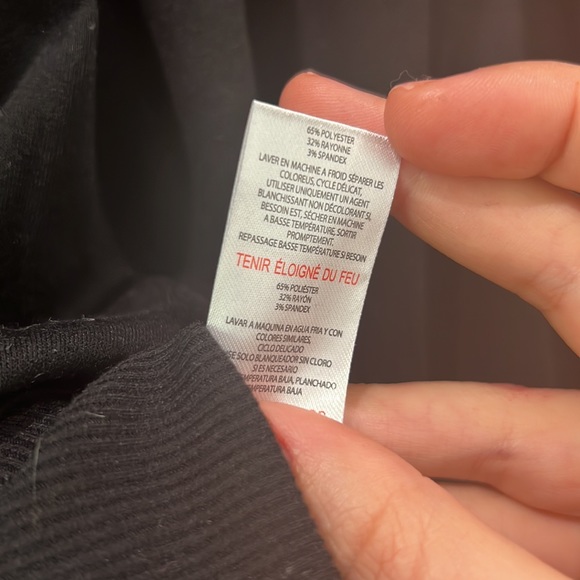 65% POLYESTER
32% RAYONNE
3% SPANDEX
LAVER EN MACHINE A FROID SÉPARER LES
COLOREUS, CYCLE DÉLICAT,
UTILISER UNIQUEMENT UN AGENT
BLANCHISSANT NON DÉCOLORANT SI,
BESOIN EST, SÉCHER EN MACHINE
A BASSE TEMPÉRATURE, SORTIR
PROMPTEMENT.
REPASSAGE BASSE TEMPÉRATURE SI BESOIN
TENIR ÉLOIGNÉ DU FEU
65% POLIÉSTER
32% RAYÓN
3% SPANDEX
LAVAR A MAQUINA EN AGUA FRIA Y CON
COLORES SIMILARES,
CICLO DELICADO
SE SOLO BLANQUEADOR SIN CLORO
SI ES NECESARIO
TEMPERATURA BAJA, PLANCHADO
TEMPERATURA BAJA